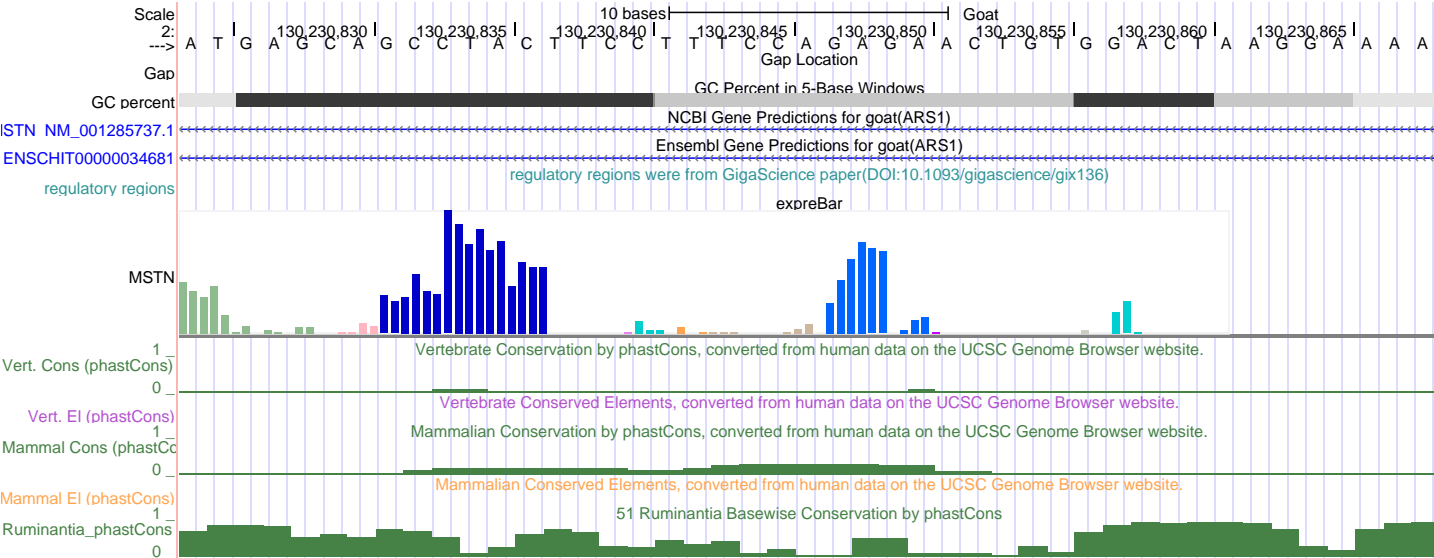 Scale 10 bases Goat
2: 130,230,830 130,230,835 130,230,840 130,230,845 130,230,850 130,230,855 130,230,860 130,230,865
---> A T G A G C A G C C T A C T T C C T T T C C A G A G A A C T G T G G A C T A A G G A A A A
Gap Location
Gap
GC Percent in 5-Base Windows
GC percent
NCBI Gene Predictions for goat(ARS1)
STN NM_001285737.1
Ensembl Gene Predictions for goat(ARS1)
ENSCHIT00000034681
regulatory regions were from GigaScience paper(DOI:10.1093/gigascience/gix136)
regulatory regions
expreBar
MSTN
Vertebrate Conservation by phastCons, converted from human data on the UCSC Genome Browser website.
1 _
Vert. Cons (phastCons)
0 _
Vertebrate Conserved Elements, converted from human data on the UCSC Genome Browser website.
Vert. El (phastCons)
Mammalian Conservation by phastCons, converted from human data on the UCSC Genome Browser website.
1 _
Mammal Cons (phastCo
0 _
Mammalian Conserved Elements, converted from human data on the UCSC Genome Browser website.
Mammal El (phastCons)
51 Ruminantia Basewise Conservation by phastCons
1 _
Ruminantia_phastCons
0 _